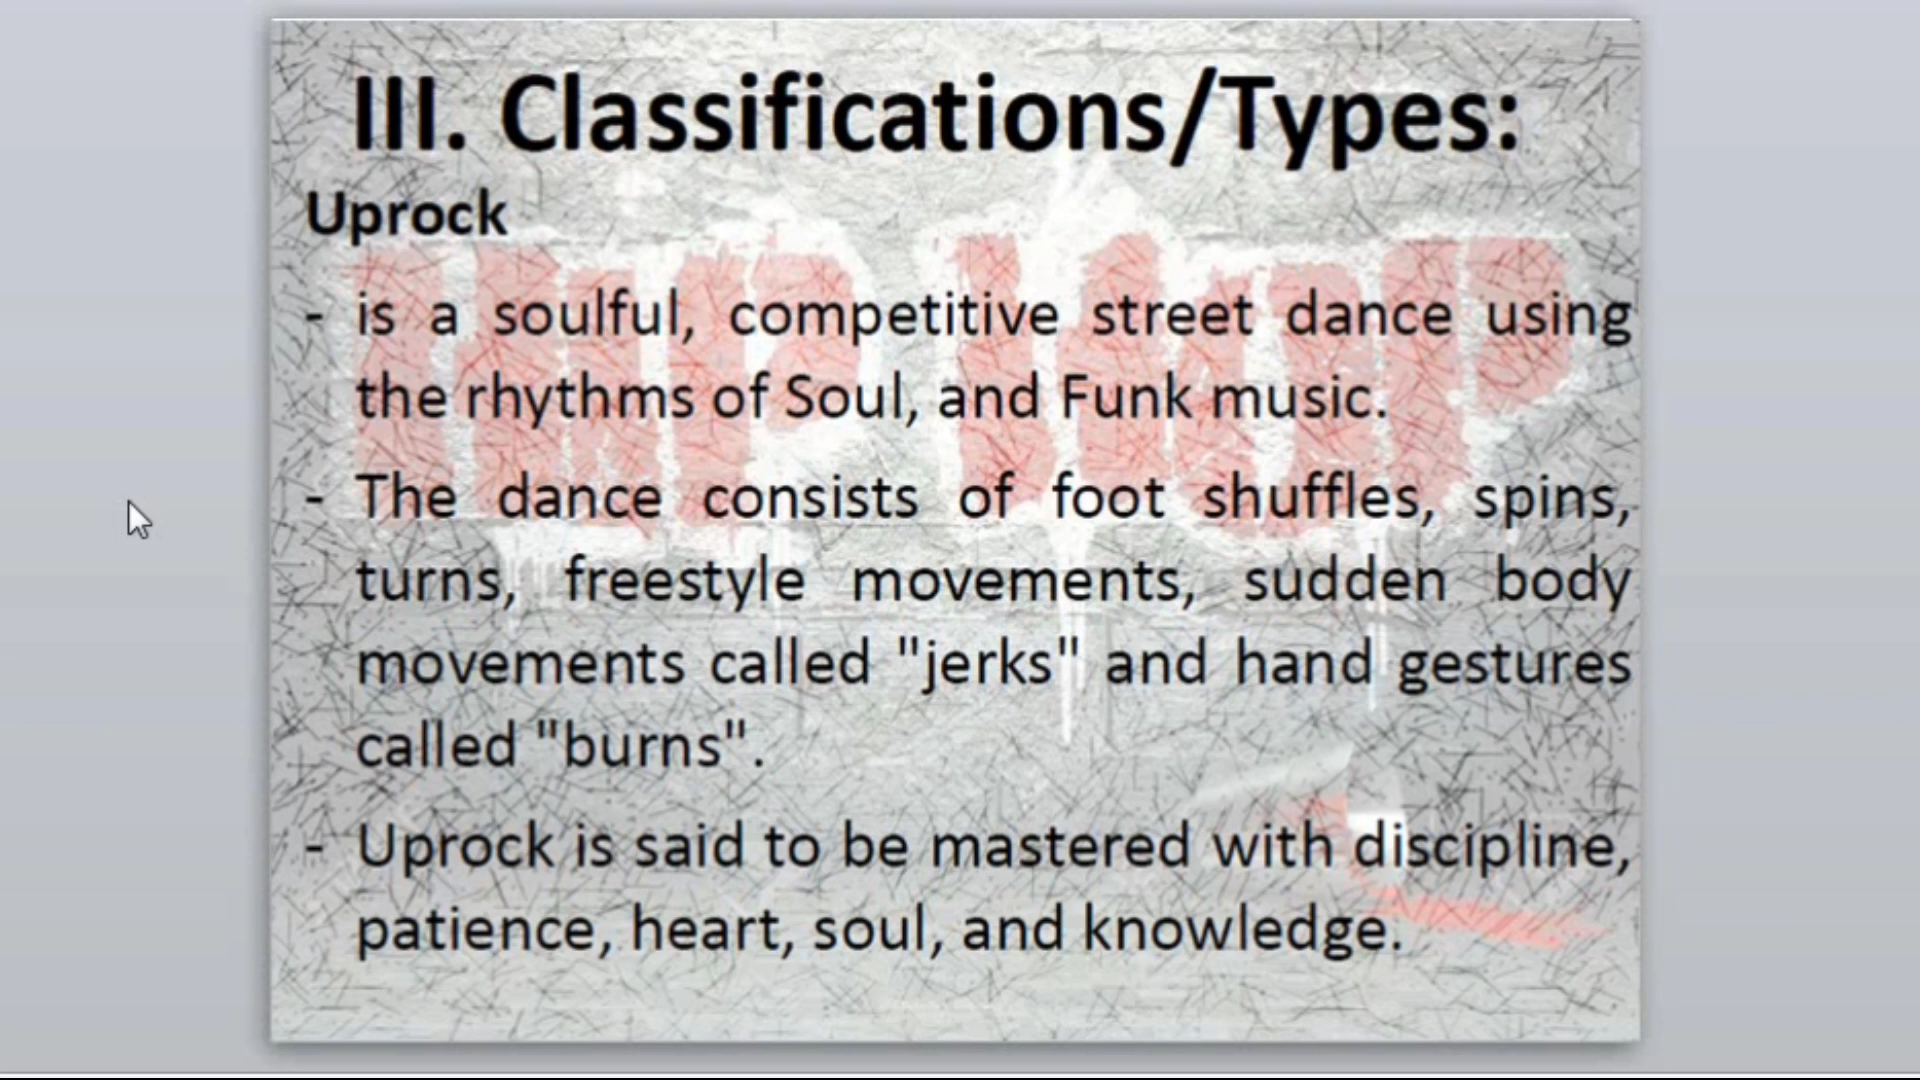 III. Classifications/Types:
Uprock
- is a soulful, competitive street dance using
the rhythms of Soul, and Funk music.
- The dance consists of foot shuffles, spins,
turns, freestyle movements, sudden body
movements called "jerks" and hand gestures
called "burns".
- Uprock is said to be mastered with discipline,
patience, heart, soul, and knowledge.